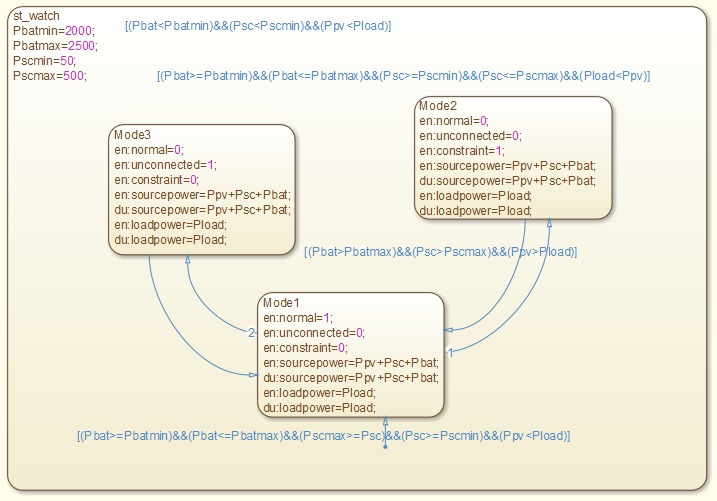 st_watch
Pbatmin=2000;
Pbatmax=2500;
Pscmin=50;
Pscmax=500;
[(Pbat<Pbatmin)&&(Psc<Pscmin)&&(Ppv<Pload)]
[(Pbat>=Pbatmin)&&(Pbat<=Pbatmax)&&(Psc>=Pscmin)&&(Psc<=Pscmax)&&(Pload<Ppv)]
Mode3
en:normal=0;
en:unconnected=1;
en:constraint=0;
en:sourcepower=Ppv+Psc+Pbat;
du:sourcepower=Ppv+Psc+Pbat;
en:loadpower=Pload;
du:loadpower=Pload;
Mode2
en:normal=0;
en:unconnected=0;
en:constraint=1;
en:sourcepower=Ppv+Psc+Pbat;
du:sourcepower=Ppv+Psc+Pbat;
en:loadpower=Pload;
du:loadpower=Pload;
[(Pbat>Pbatmax)&&(Psc>Pscmax)&&(Ppv>Pload)]
2
1
Mode1
en:normal=1;
en:unconnected=0;
en:constraint=0;
en:sourcepower=Ppv+Psc+Pbat;
du:sourcepower=Ppv+Psc+Pbat;
en:loadpower=Pload;
du:loadpower=Pload;
[(Pbat>=Pbatmin)&&(Pbat<=Pbatmax)&&(Pscmax>=Psc)&&(Psc>=Pscmin)&&(Ppv<Pload)]